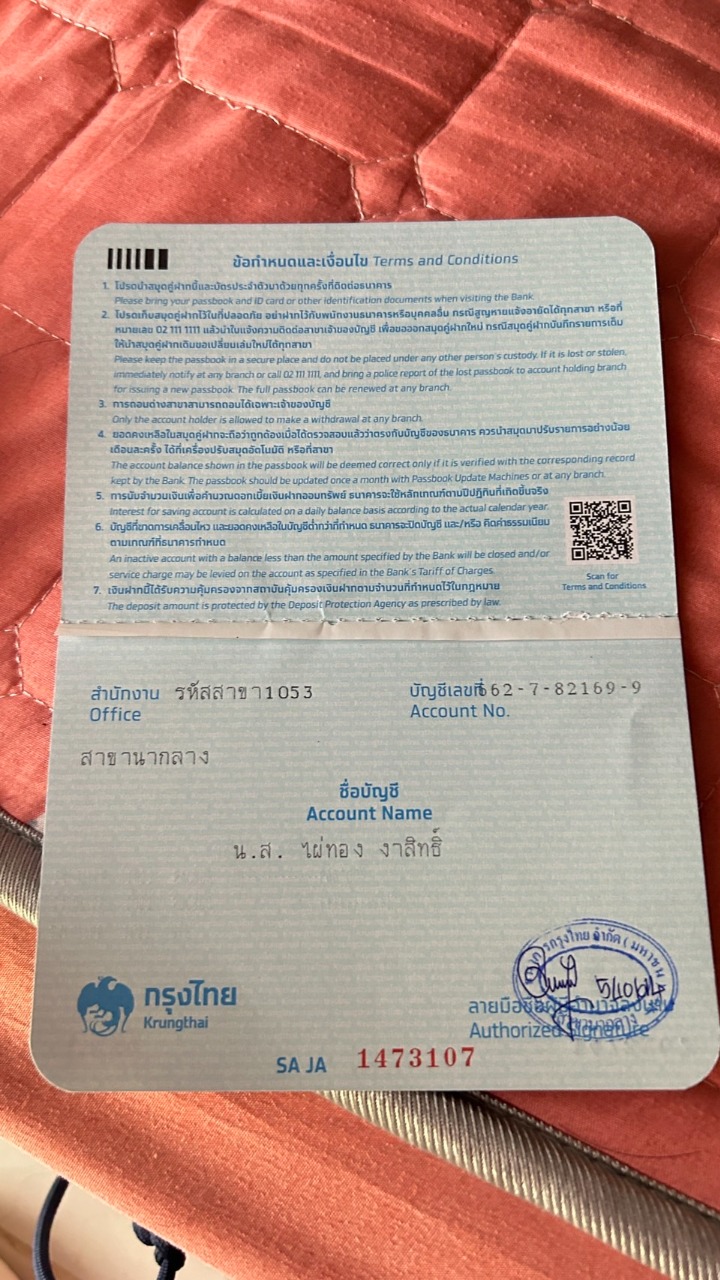 ข้อกำหนดและเงื่อนไข Terms and Conditions
1. โปรดนำสมุดคู่ฝากนี้และบัตรประจำตัวมาด้วยทุกครั้งที่ติดต่อธนาคาร
Please bring your passbook and ID card or other identification documents when visiting the Bank.
2. โปรดเก็บสมุดคู่ฝากไว้ในที่ปลอดภัย อย่าฝากไว้กับพนักงานธนาคารหรือบุคคลอื่น กรณีสูญหายแจ้งอายัดได้ทุกสาขา หรือที่
หมายเลข 02 111 1111 แล้วนำใบแจ้งความติดต่อสาขาเจ้าของบัญชี เพื่อขอออกสมุดคู่ฝากใหม่ กรณีสมุดคู่ฝากบันทึกรายการเต็ม
ให้นำสมุดคู่ฝากเดิมขอเปลี่ยนเล่มใหม่ได้ทุกสาขา
Please keep the passbook in a secure place and do not be placed under any other person's custody. If it is lost or stolen,
immediately notify at any branch or call 02 111 1111, and bring a police report of the lost passbook to account holding branch
for issuing a new passbook. The full passbook can be renewed at any branch.
3. การถอนต่างสาขาสามารถถอนได้เฉพาะเจ้าของบัญชี
Only the account holder is allowed to make a withdrawal at any branch.
4. ยอดคงเหลือในสมุดคู่ฝากจะถือว่าถูกต้องเมื่อได้ตรวจสอบแล้วว่าตรงกับบัญชีของธนาคาร ควรนำสมุดมาปรับรายการอย่างน้อย
เดือนละครั้ง ได้ที่เครื่องปรับสมุดอัตโนมัติ หรือที่สาขา
The account balance shown in the passbook will be deemed correct only if it is verified with the corresponding record
kept by the Bank. The passbook should be updated once a month with Passbook Update Machines or at any branch.
5. การนับจำนวนเงินเพื่อคำนวณดอกเบี้ยเงินฝากออมทรัพย์ ธนาคารจะใช้หลักเกณฑ์ตามปีปฏิทินที่เกิดขึ้นจริง
Interest for saving account is calculated on a daily balance basis according to the actual calendar year.
6. บัญชีที่ขาดการเคลื่อนไหว และยอดคงเหลือในบัญชีต่ำกว่าที่กำหนด ธนาคารจะปิดบัญชี และ/หรือ คิดค่าธรรมเนียม
ตามเกณฑ์ที่ธนาคารกำหนด
An inactive account with a balance less than the amount specified by the Bank will be closed and/or
service charge may be levied on the account as specified in the Bank's Tariff of Charges.
7. เงินฝากนี้ได้รับความคุ้มครองจากสถาบันคุ้มครองเงินฝากตามจำนวนที่กำหนดไว้ในกฎหมาย
The deposit amount is protected by the Deposit Protection Agency as prescribed by law.
Scan for
Terms and Conditions
สำนักงาน รหัสสาขา1053 บัญชีเลขที่ 662-7-82169-9
Office Account No.
สาขานากลาง
ชื่อบัญชี
Account Name
น.ส. ไผ่ทอง งาสิทธิ์
กรุงไทย
Krungthai
กรุงไทย จำกัด (มหาชน
ลายมือชื่อผู้มีอำนาจลงนาม
Authorized Signature
SA JA 1473107